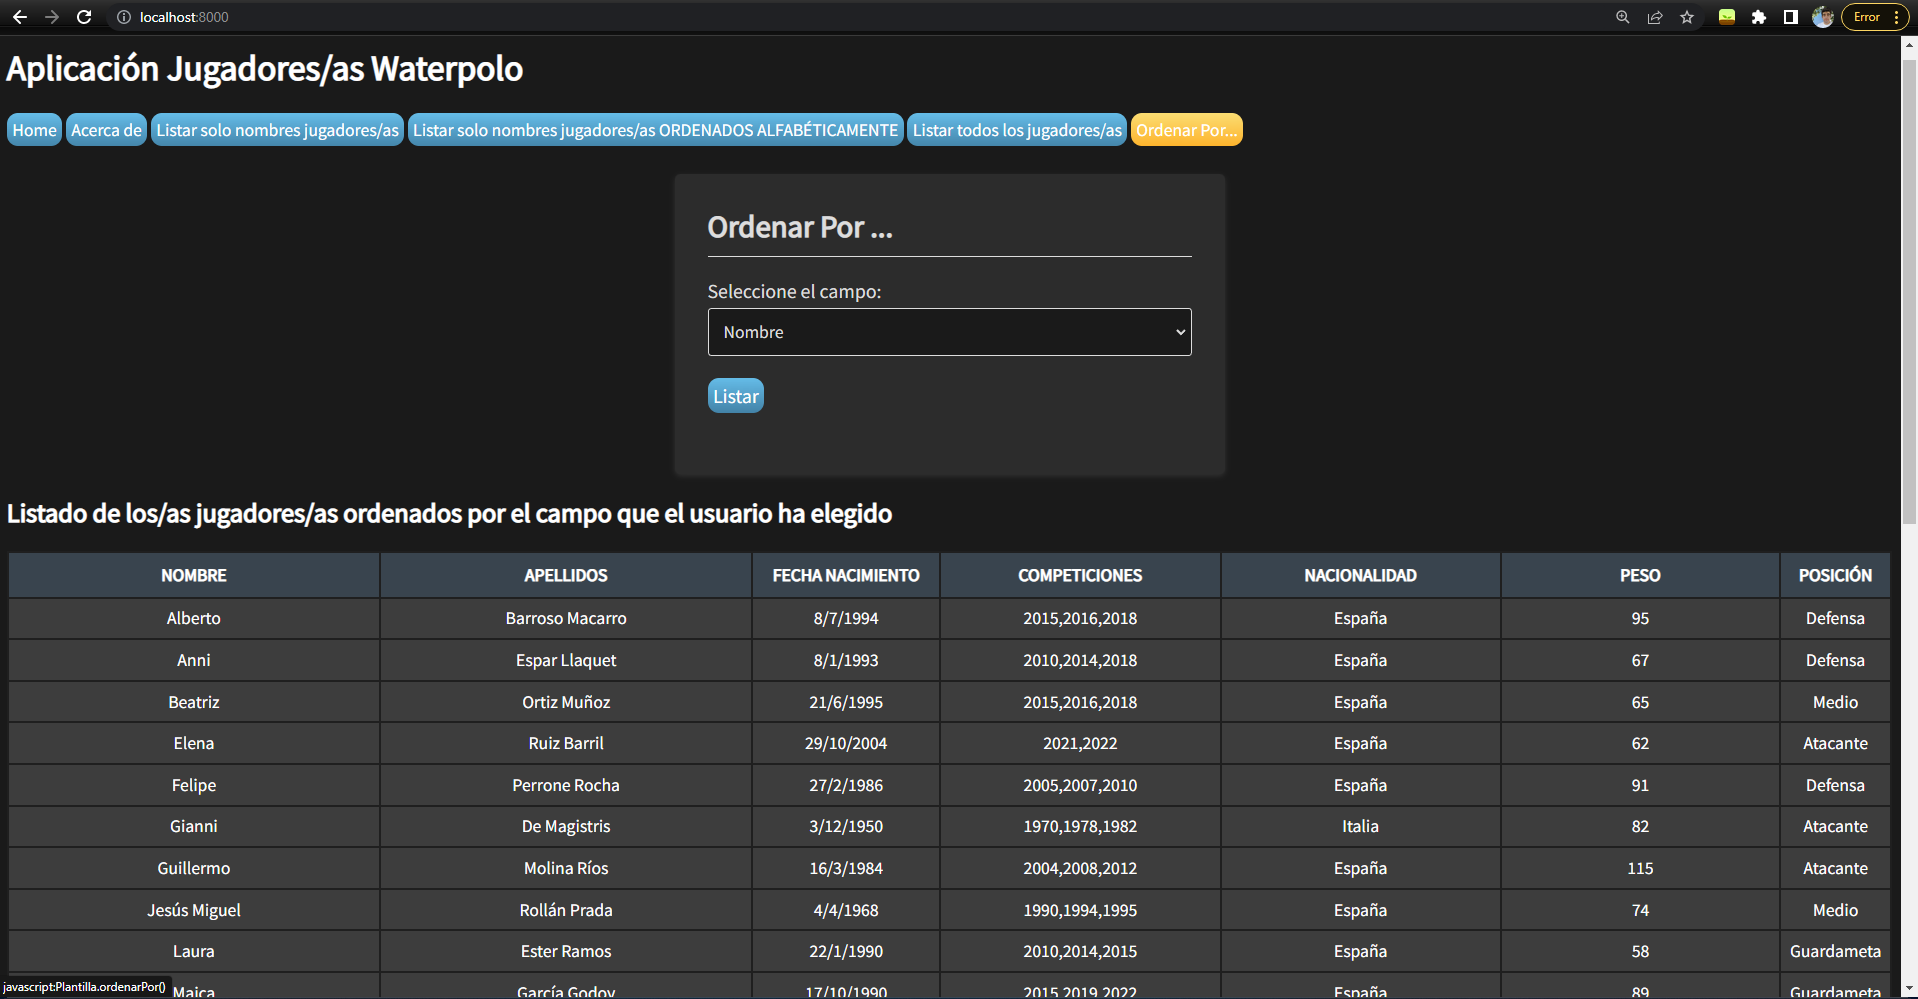 localhost:8000
Error
Aplicación Jugadores/as Waterpolo
Home Acerca de Listar solo nombres jugadores/as Listar solo nombres jugadores/as ORDENADOS ALFABÉTICAMENTE Listar todos los jugadores/as Ordenar Por...
Ordenar Por ...
Seleccione el campo:
Nombre
Listar
Listado de los/as jugadores/as ordenados por el campo que el usuario ha elegido
NOMBRE APELLIDOS FECHA NACIMIENTO COMPETICIONES NACIONALIDAD PESO POSICIÓN
Alberto Barroso Macarro 8/7/1994 2015,2016,2018 España 95 Defensa
Anni Espar Llaquet 8/1/1993 2010,2014,2018 España 67 Defensa
Beatriz Ortiz Muñoz 21/6/1995 2015,2016,2018 España 65 Medio
Elena Ruiz Barril 29/10/2004 2021,2022 España 62 Atacante
Felipe Perrone Rocha 27/2/1986 2005,2007,2010 España 91 Defensa
Gianni De Magistris 3/12/1950 1970,1978,1982 Italia 82 Atacante
Guillermo Molina Ríos 16/3/1984 2004,2008,2012 España 115 Atacante
Jesús Miguel Rollán Prada 4/4/1968 1990,1994,1995 España 74 Medio
Laura Ester Ramos 22/1/1990 2010,2014,2015 España 58 Guardameta
Maica García Godoy 17/10/1990 2015,2019,2022 España 89 Guardameta
javascript:Plantilla.ordenarPor()